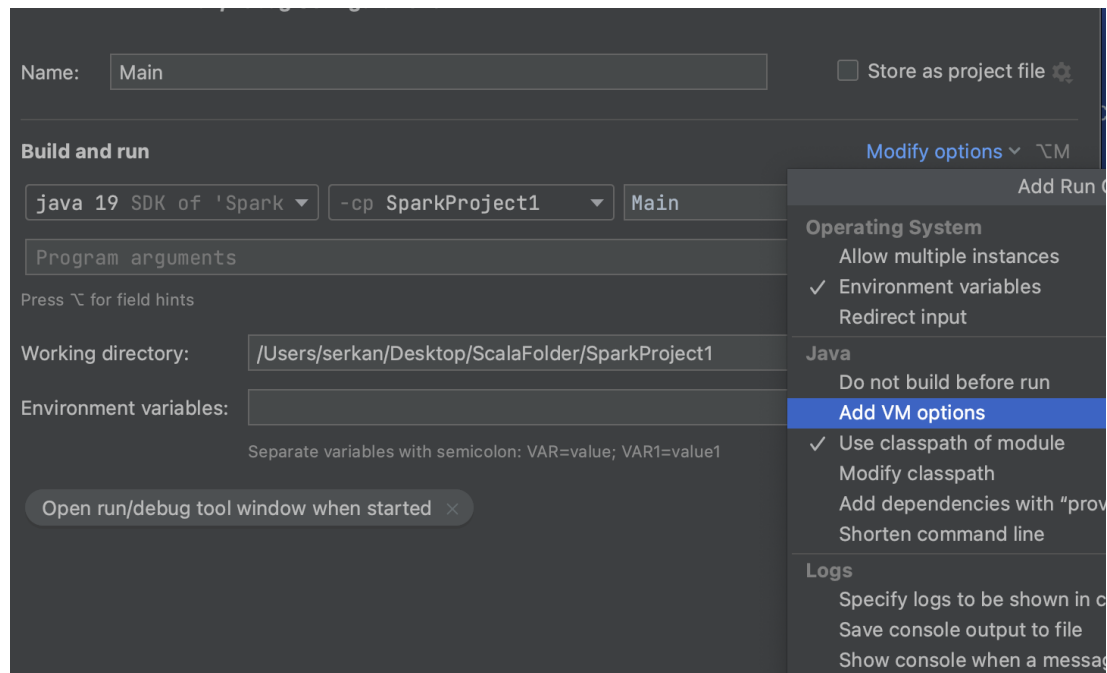 Name: Main Store as project file
Build and run Modify options ⌥M
Add Run
java 19 SDK of 'Spark -cp SparkProject1 Main
Operating System
Allow multiple instances
Program arguments
Environment variables
Press ⌥ for field hints
Redirect input
Working directory: /Users/serkan/Desktop/ScalaFolder/SparkProject1
Java
Do not build before run
Environment variables:
Add VM options
Separate variables with semicolon: VAR=value; VAR1=value1
Use classpath of module
Modify classpath
Open run/debug tool window when started
Add dependencies with “prov
Shorten command line
Logs
Specify logs to be shown in c
Save console output to file
Show console when a messag